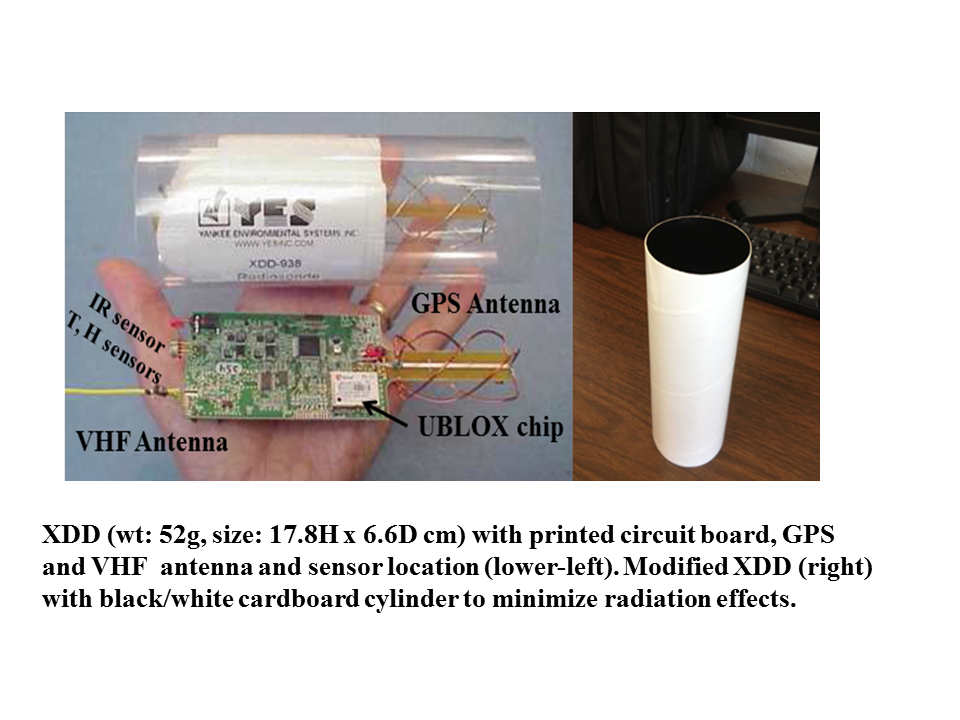 YES
YANKEE ENVIRONMENTAL SYSTEMS INC
WWW.YESINC.COM
XDD-938
Radiosonde
GPS Antenna
IR sensor
T, H sensors
UBLOX chip
VHF Antenna
XDD (wt: 52g, size: 17.8H x 6.6D cm) with printed circuit board, GPS
and VHF antenna and sensor location (lower-left). Modified XDD (right)
with black/white cardboard cylinder to minimize radiation effects.